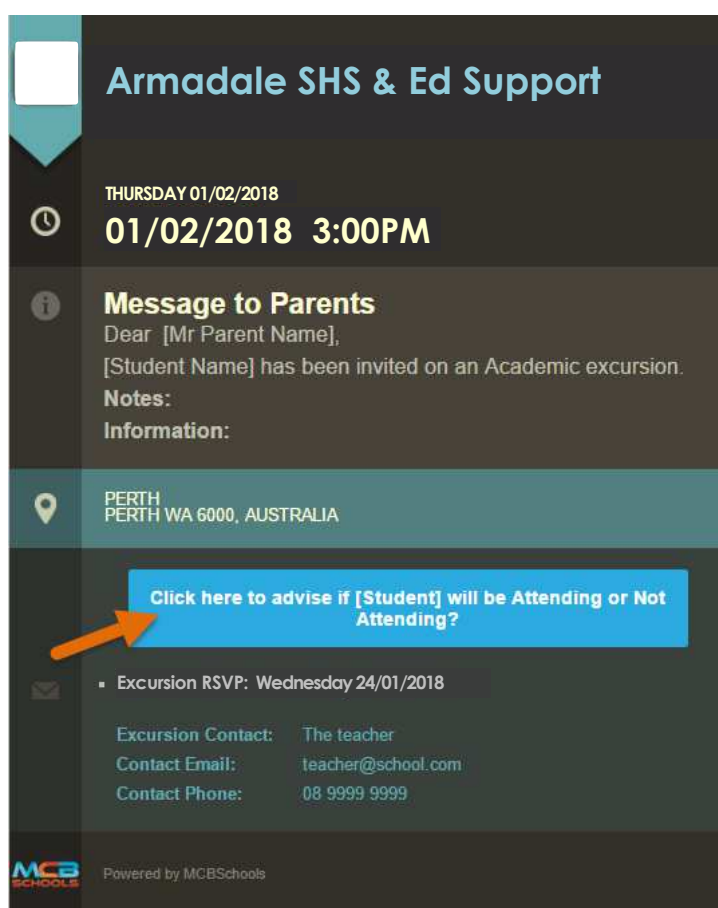 Armadale SHS & Ed Support
THURSDAY 01/02/2018
01/02/2018 3:00PM
Message to Parents
Dear [Mr Parent Name],
[Student Name] has been invited on an Academic excursion.
Notes:
Information:
PERTH
PERTH WA 6000, AUSTRALIA
Click here to advise if [Student] will be Attending or Not
Attending?
Excursion RSVP: Wednesday 24/01/2018
Excursion Contact: The teacher
Contact Email: teacher@school.com
Contact Phone: 08 9999 9999
MCB
SCHOOLS
Powered by MCBSchools